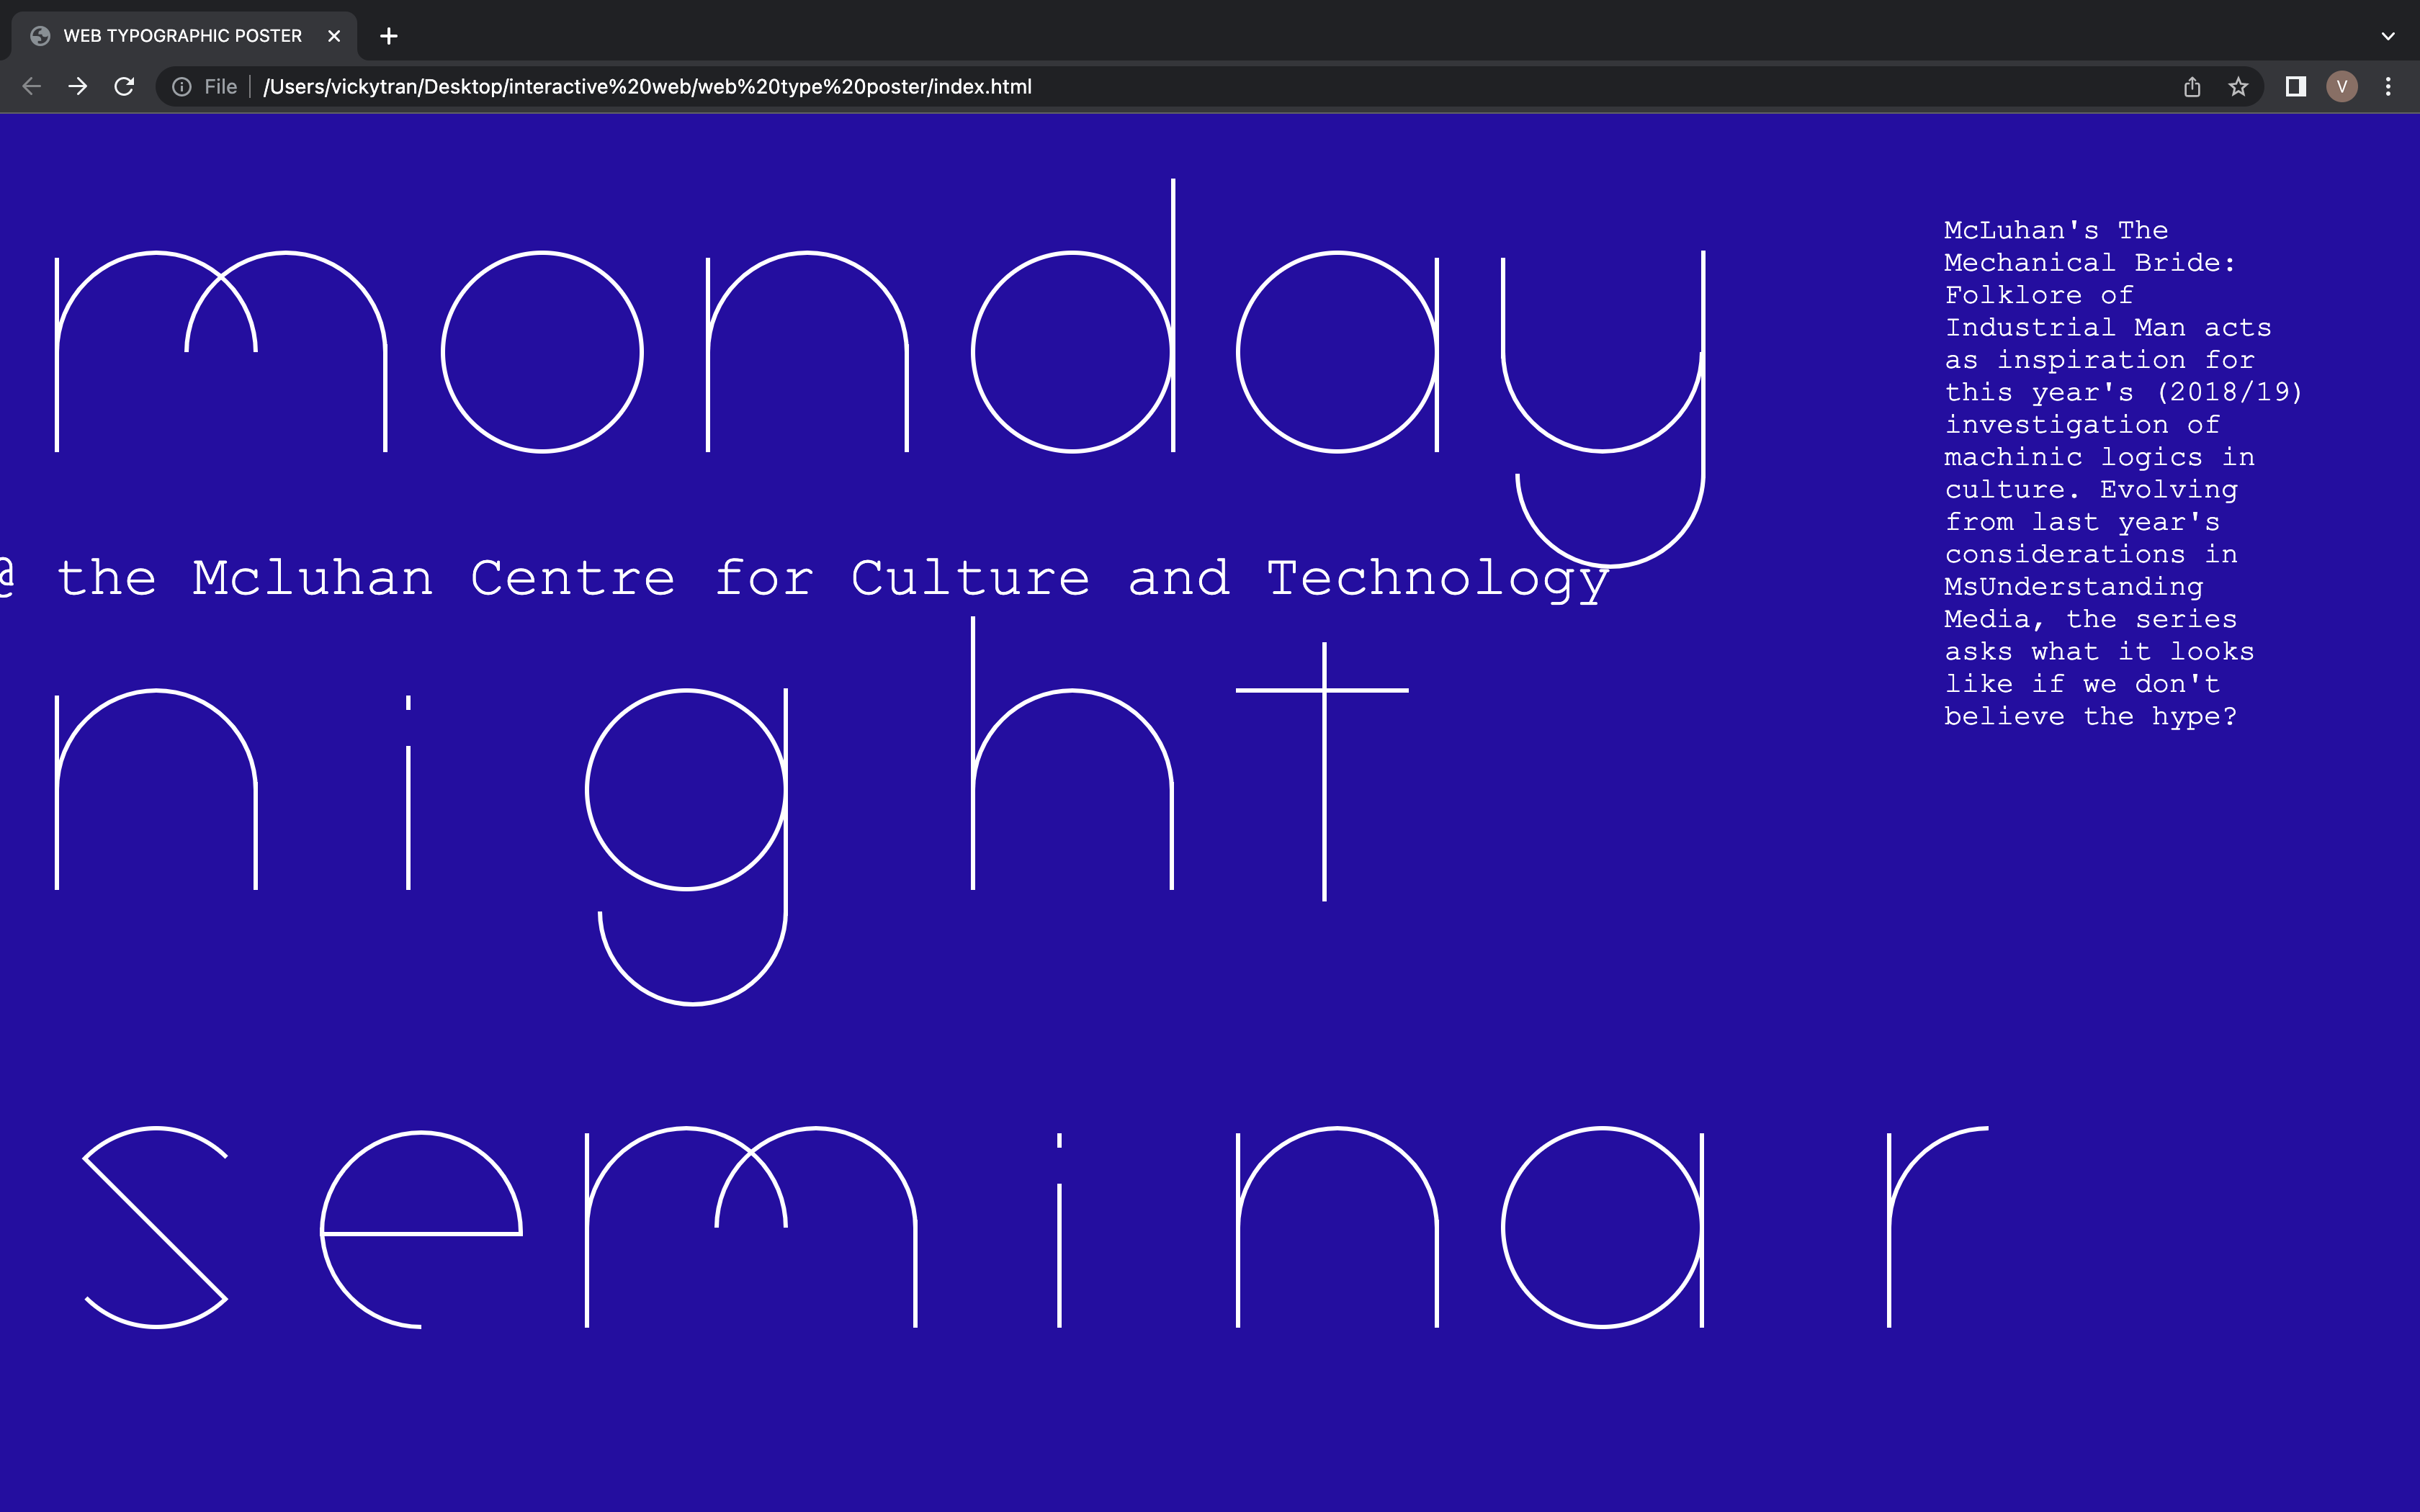 WEB TYPOGRAPHIC POSTER
File /Users/vickytran/Desktop/interactive%20web/web%20type%20poster/index.html
V
monday
@ the Mcluhan Centre for Culture and Technology
night
seminar
McLuhan's The
Mechanical Bride:
Folklore of
Industrial Man acts
as inspiration for
this year's (2018/19)
investigation of
machinic logics in
culture. Evolving
from last year's
considerations in
MsUnderstanding
Media, the series
asks what it looks
like if we don't
believe the hype?